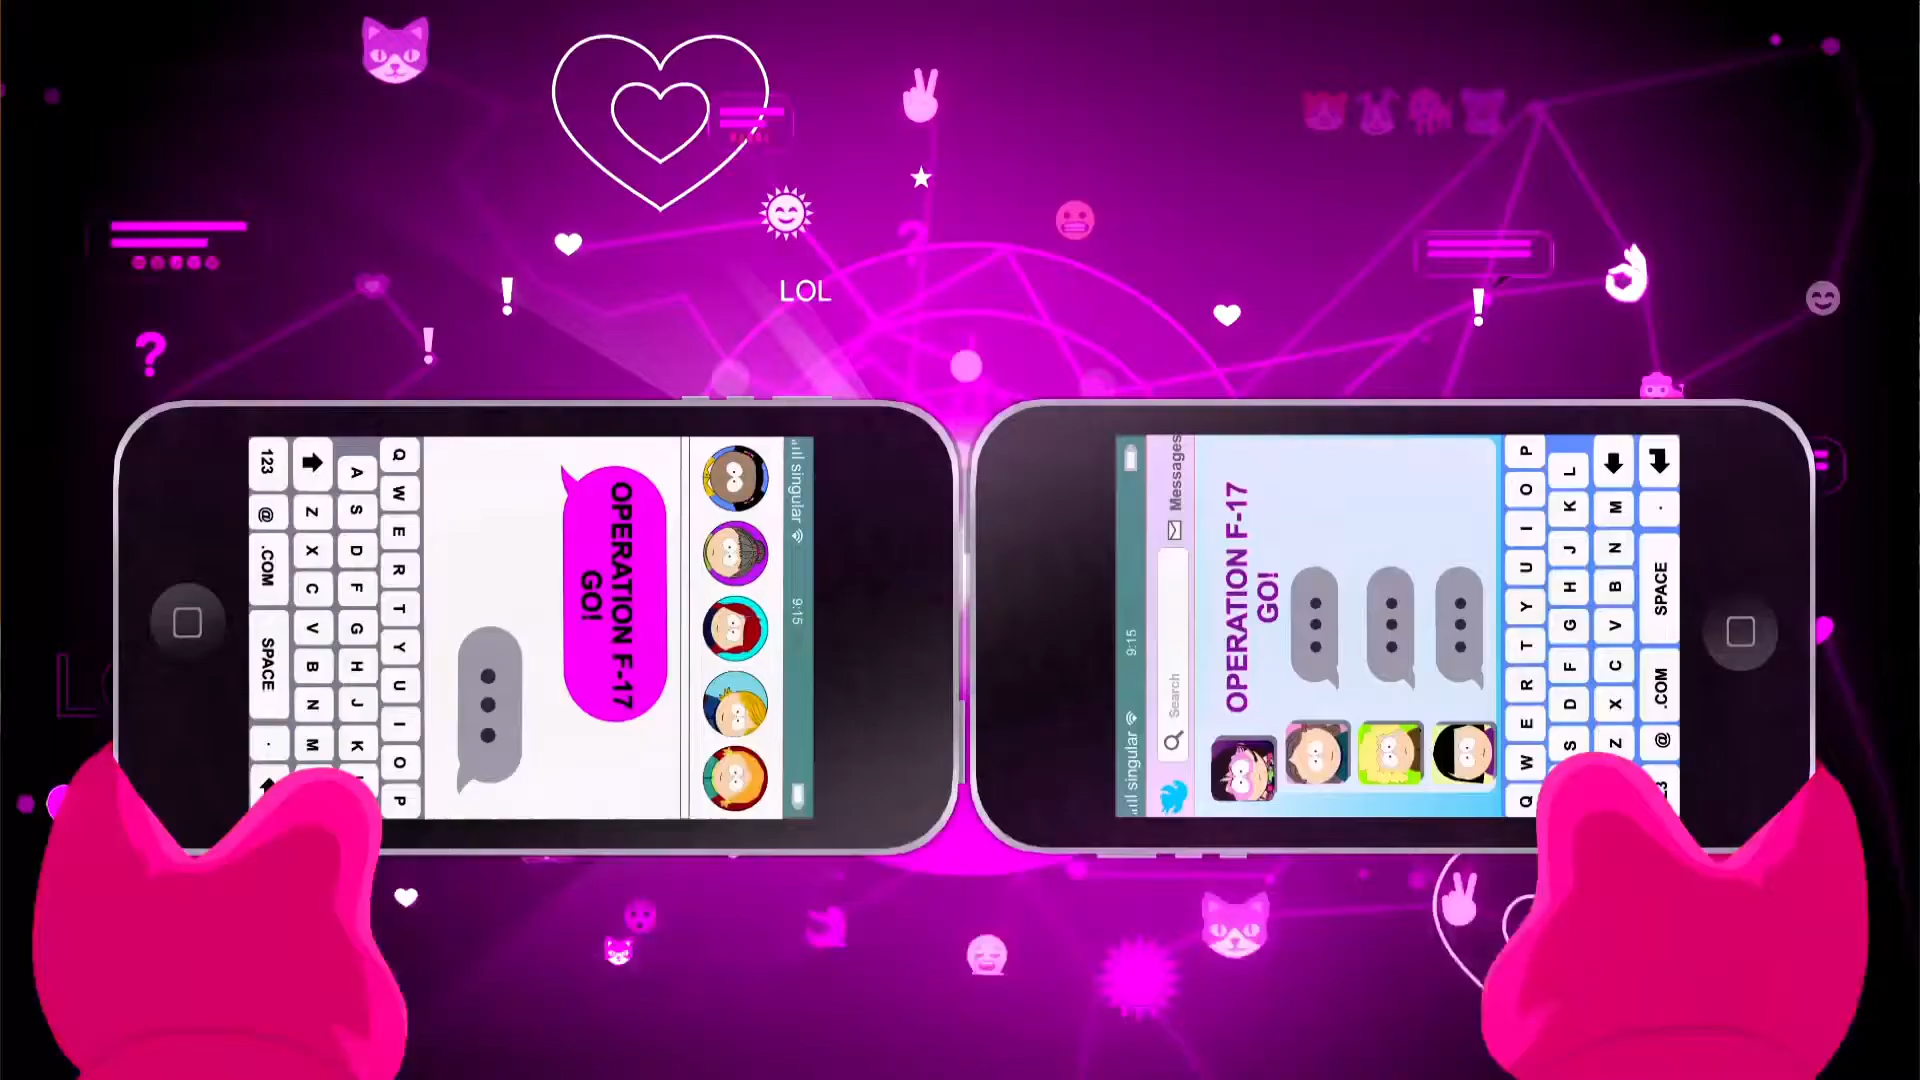 LOL
singular
9:15
OPERATION F-17
GO!
Q W E R T Y U I O P
A S D F G H J K
Z X C V B N M
123 @ .COM SPACE .
singular
9:15
Messages
Search
OPERATION F-17
GO!
Q W E R T Y U I O P
S D F G H J K L
Z X C V B N M
@ .COM SPACE .